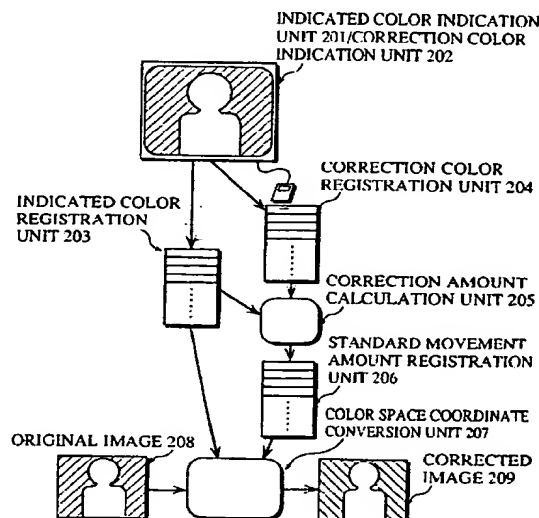 INDICATED COLOR INDICATION
UNIT 201/CORRECTION COLOR
INDICATION UNIT 202
CORRECTION COLOR
REGISTRATION UNIT 204
INDICATED COLOR
REGISTRATION
UNIT 203
CORRECTION AMOUNT
CALCULATION UNIT 205
STANDARD MOVEMENT
AMOUNT REGISTRATION
UNIT 206
COLOR SPACE COORDINATE
CONVERSION UNIT 207
ORIGINAL IMAGE 208
CORRECTED
IMAGE 209